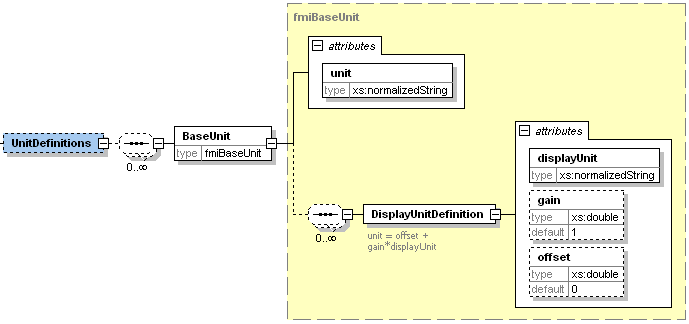 fmiBaseUnit
attributes
unit
type xs:normalizedString
UnitDefinitions
0..∞
BaseUnit
type fmiBaseUnit
0..∞
DisplayUnitDefinition
unit = offset +
gain*displayUnit
attributes
displayUnit
type xs:normalizedString
gain
type xs:double
default 1
offset
type xs:double
default 0